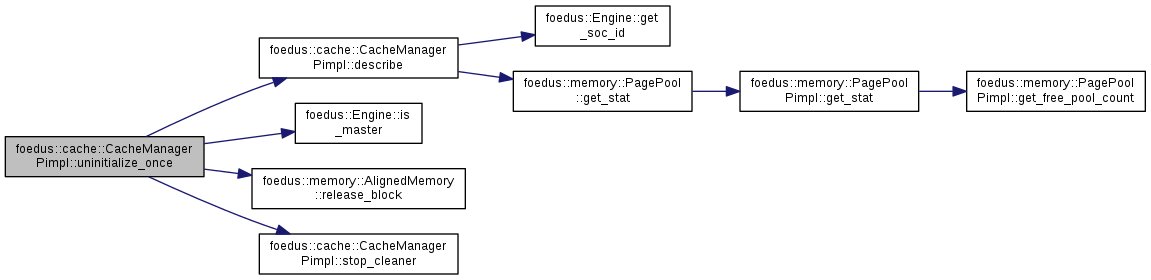 foedus::cache::CacheManager
Pimpl::uninitialize_once
foedus::cache::CacheManager
Pimpl::describe
foedus::Engine::get
_soc_id
foedus::memory::PagePool
::get_stat
foedus::memory::PagePool
Pimpl::get_stat
foedus::memory::PagePool
Pimpl::get_free_pool_count
foedus::Engine::is
_master
foedus::memory::AlignedMemory
::release_block
foedus::cache::CacheManager
Pimpl::stop_cleaner